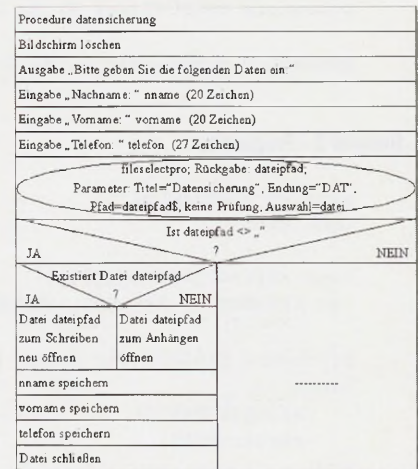 Procedure datensicherung
Bildschirm löschen
Ausgabe „Bitte geben Sie die folgenden Daten ein."
Eingabe „Nachname: " nname (20 Zeichen)
Eingabe „Vorname: " vorname (20 Zeichen)
Eingabe „Telefon: " telefon (27 Zeichen)
fileselectpro; Rückgabe: dateipfad;
Parameter: Titel="Datensicherung", Endung="DAT",
Pfad=dateipfad$, keine Prüfung, Auswahl=datei
Ist dateipfad <> „"
?
JA NEIN
Existiert Datei dateipfad
?
JA NEIN
Datei dateipfad
zum Schreiben
neu öffnen
Datei dateipfad
zum Anhängen
öffnen
nname speichern
vorname speichern
telefon speichern
Datei schließen
----------